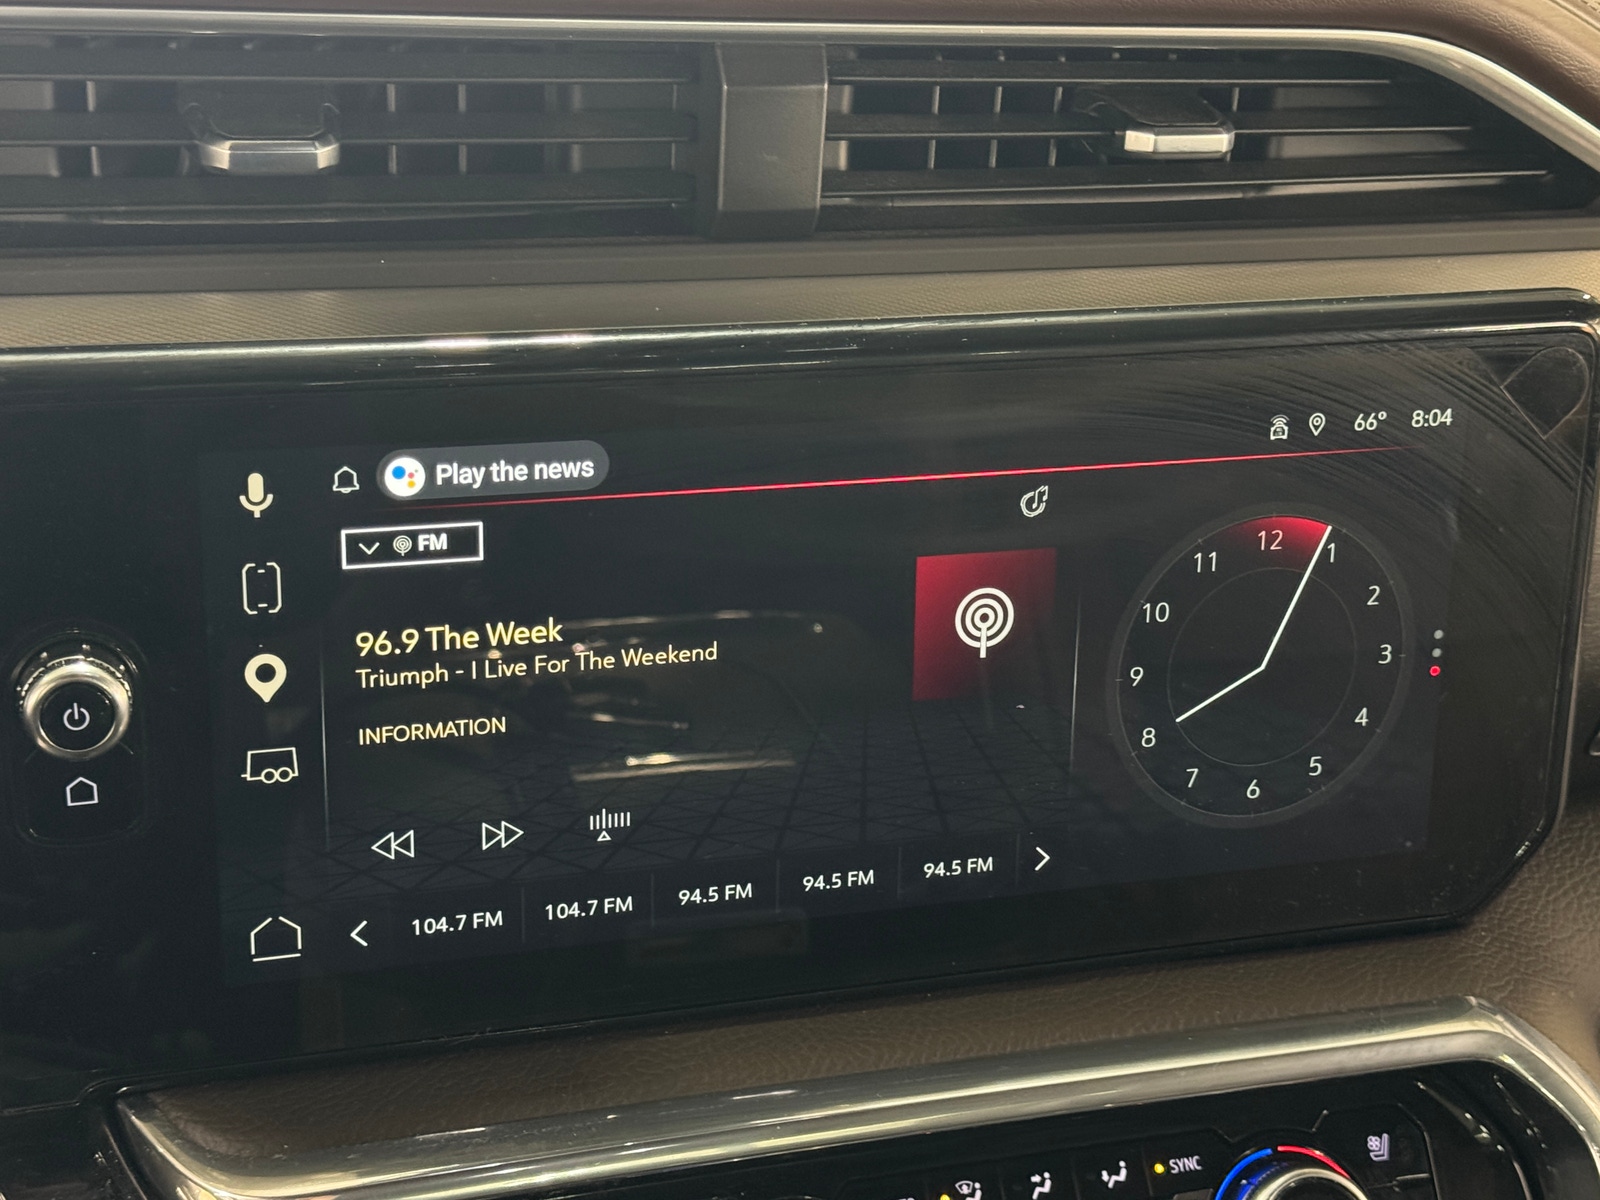 66° 8:04
Play the news
FM
96.9 The Week
Triumph - I Live For The Weekend
INFORMATION
104.7 FM 104.7 FM 94.5 FM 94.5 FM 94.5 FM
12
1
2
3
4
5
6
7
8
9
10
11
SYNC